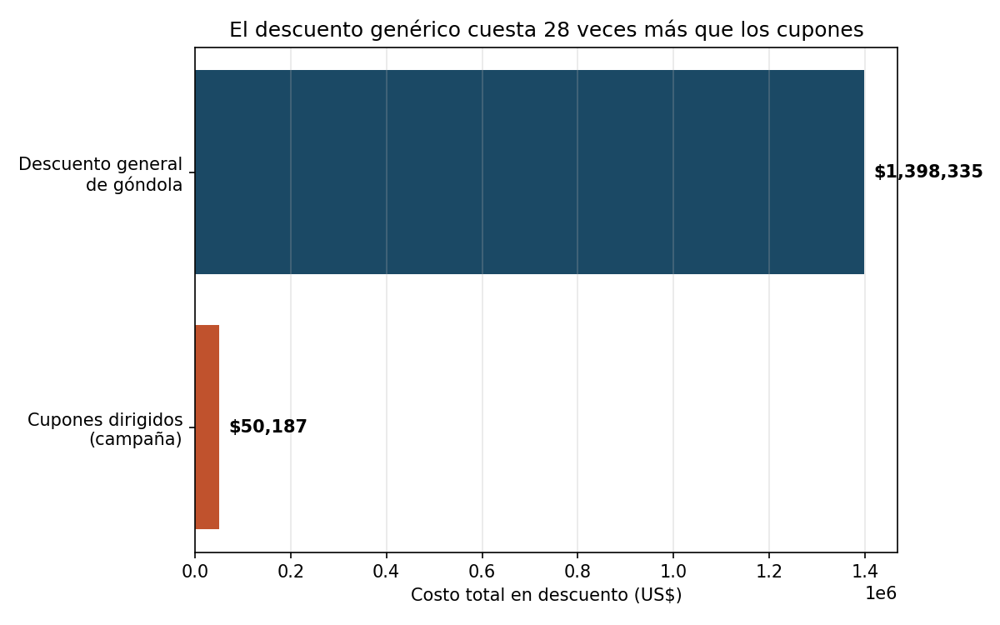 El descuento genérico cuesta 28 veces más que los cupones
Descuento general
de góndola
$1,398,335
Cupones dirigidos
(campaña)
$50,187
0.0 0.2 0.4 0.6 0.8 1.0 1.2 1.4
1e6
Costo total en descuento (US$)